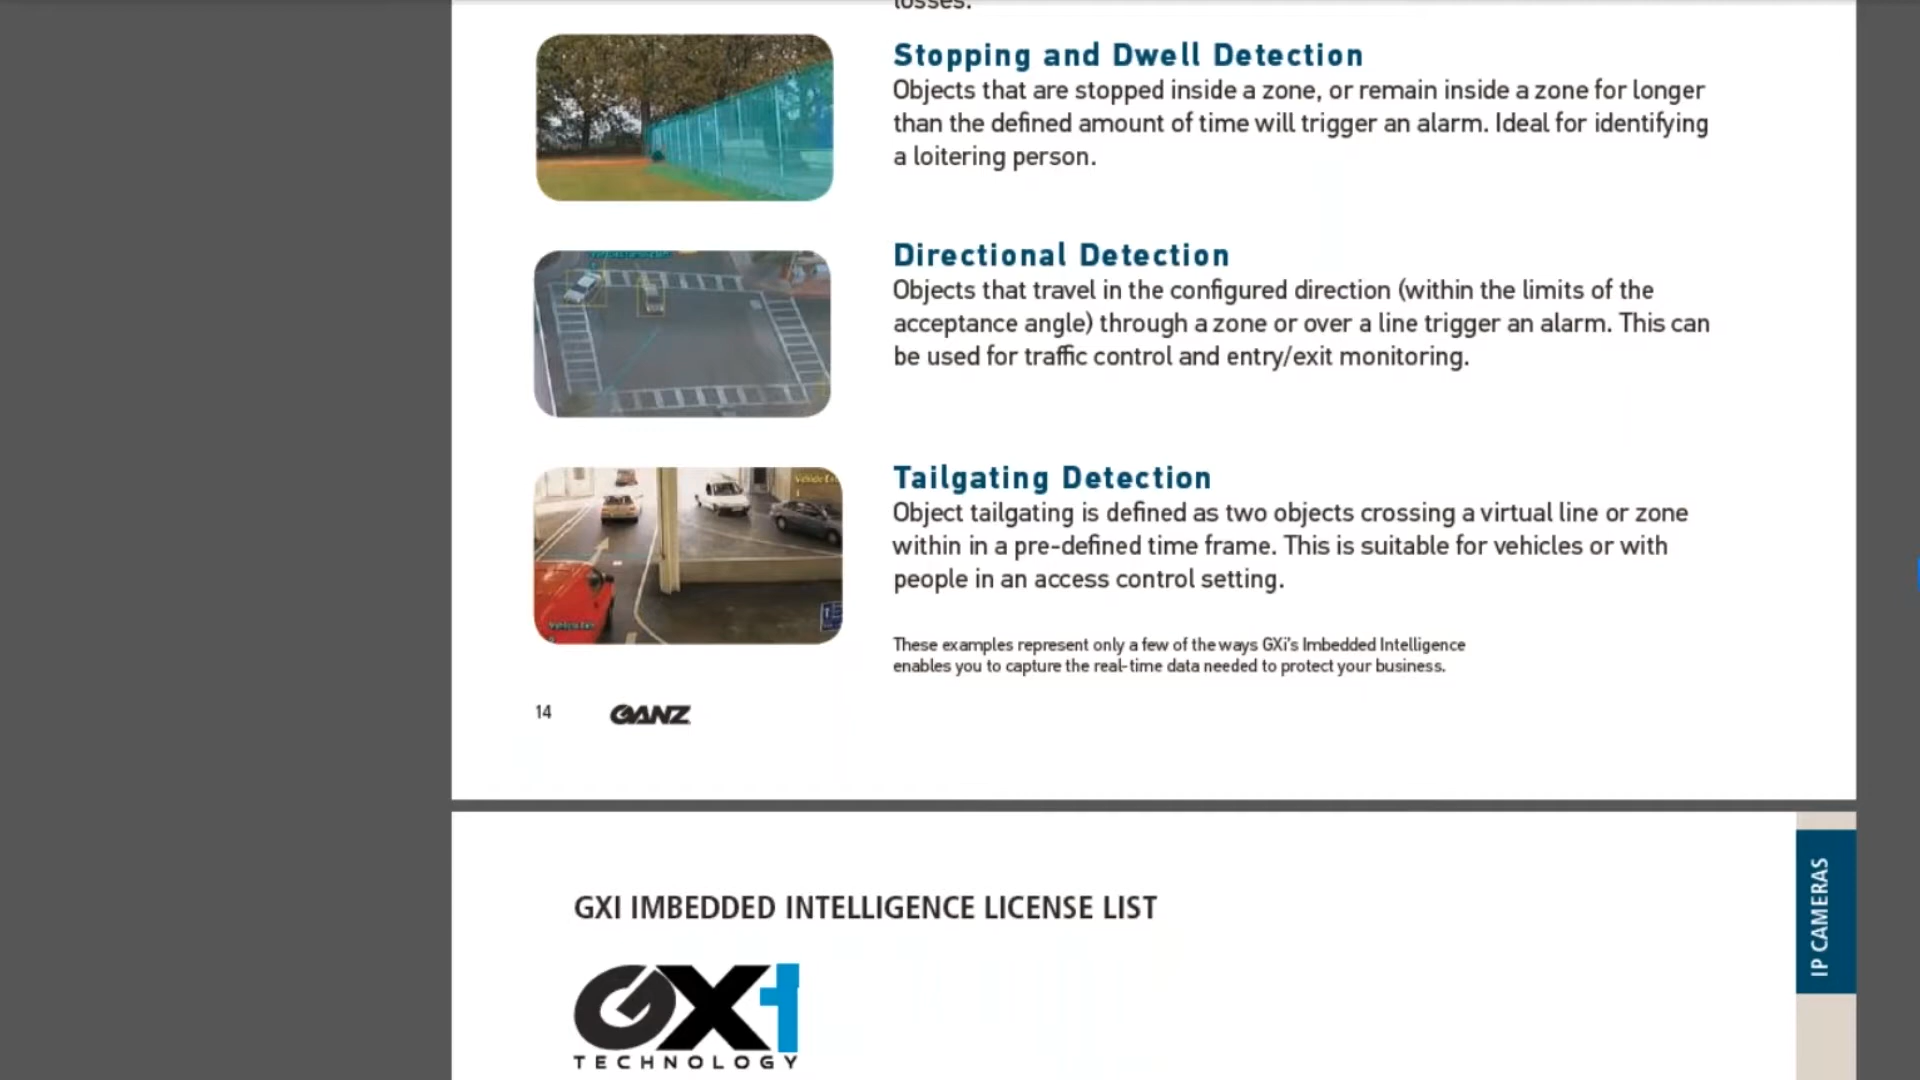 losses.
Stopping and Dwell Detection
Objects that are stopped inside a zone, or remain inside a zone for longer
than the defined amount of time will trigger an alarm. Ideal for identifying
a loitering person.
Directional Detection
Objects that travel in the configured direction (within the limits of the
acceptance angle) through a zone or over a line trigger an alarm. This can
be used for traffic control and entry/exit monitoring.
Tailgating Detection
Object tailgating is defined as two objects crossing a virtual line or zone
within in a pre-defined time frame. This is suitable for vehicles or with
people in an access control setting.
These examples represent only a few of the ways GXi's Imbedded Intelligence
enables you to capture the real-time data needed to protect your business.
14
GANZ
GXI IMBEDDED INTELLIGENCE LICENSE LIST
IP CAMERAS
GXi
TECHNOLOGY